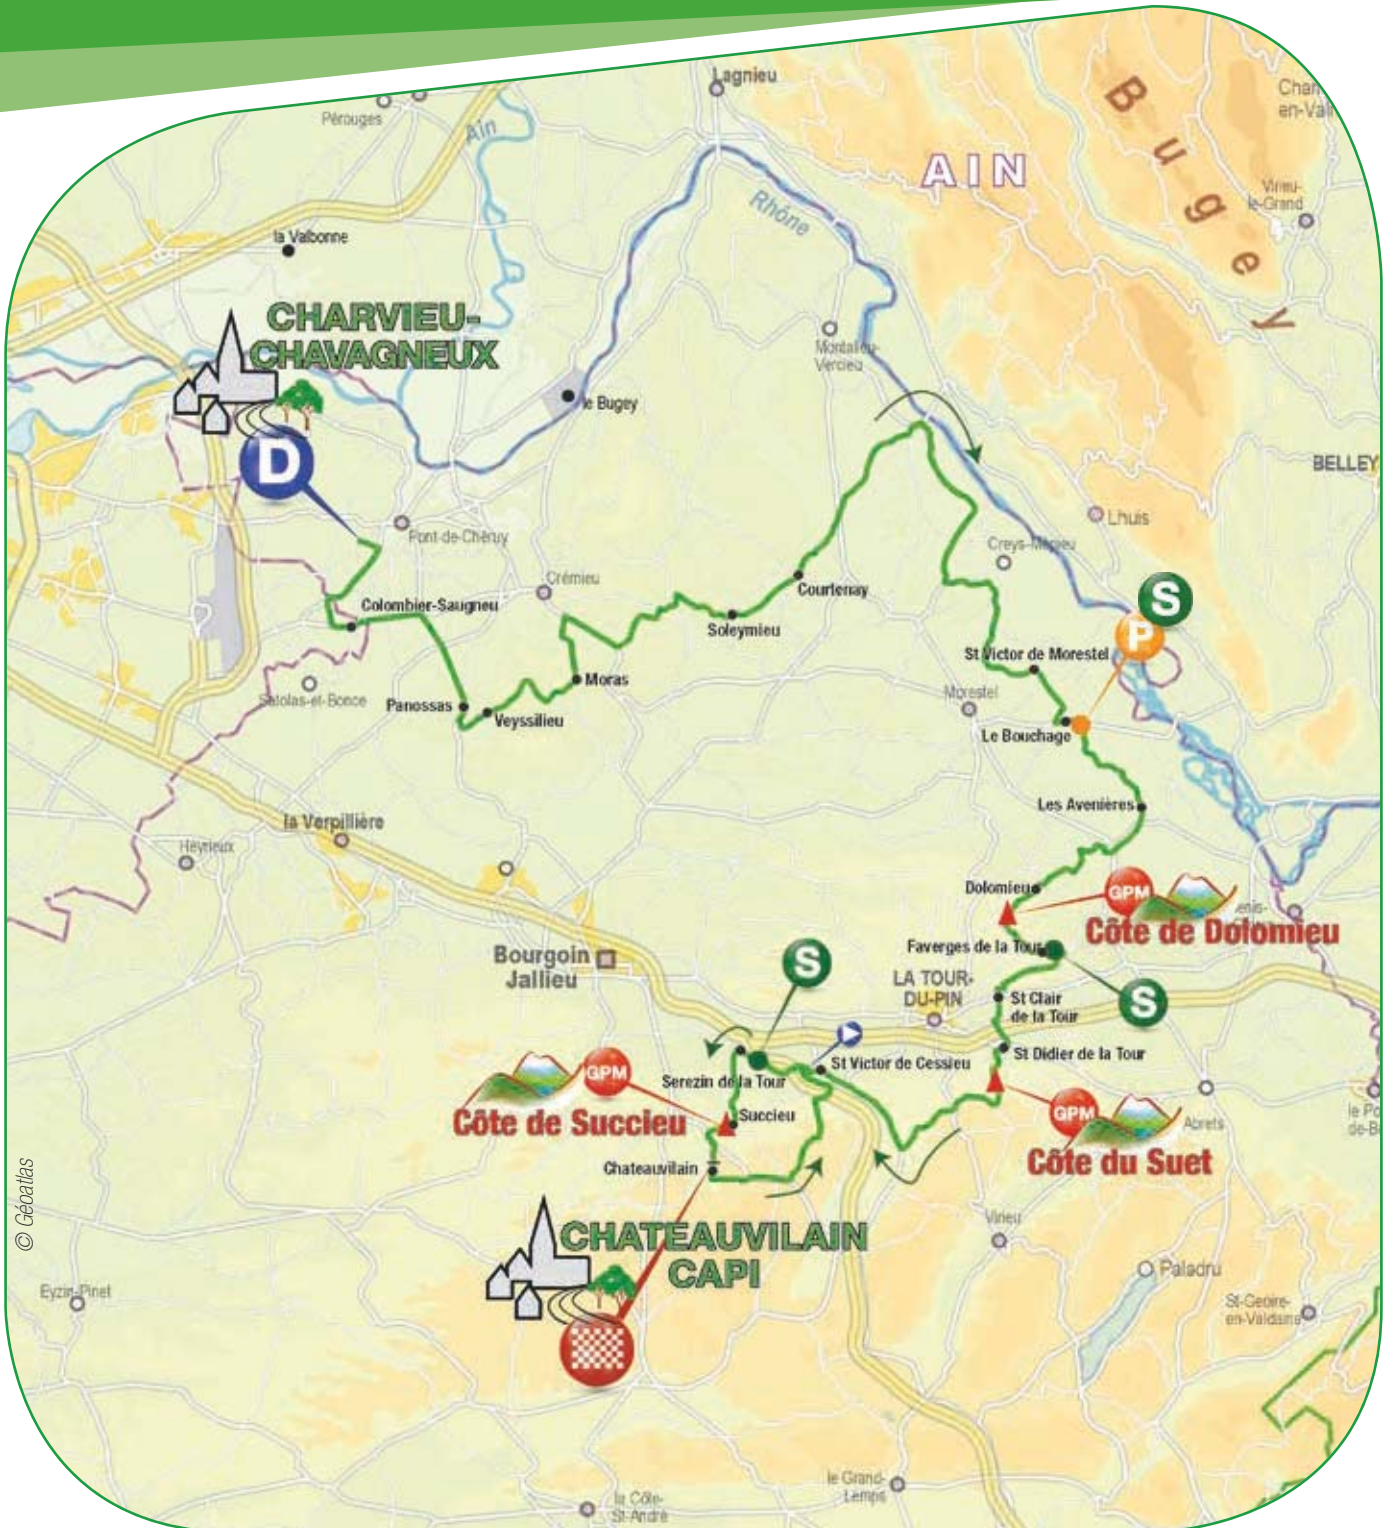 Lagnieu
Pérouges
Ain
Bugey
AIN
Rhône
Virieu-
le-Grand
la Valbonne
CHARVIEU-
CHAVAGNEUX
Montalieu-
Vercieu
le Bugey
D
BELLEY
Lhuis
Pont-de-Chéruy
Creys-Mépieu
Crémieu
Courtenay
S
Colombier-Saugneu
Soleymieu
P
St Victor de Morestel
Moras
Satolas-et-Bonce
Morestel
Panossas
Veyssilieu
Le Bouchage
Les Avenières
la Verpillière
Heyrieux
Dolomieu
GPM
Côte de Dolomieu
Faverges de la Tour
Bourgoin
Jallieu
S
LA TOUR-
DU-PIN
St Clair
de la Tour
S
St Didier de la Tour
St Victor de Cessieu
Serezin de la Tour
GPM
Côte de Succieu
Succieu
GPM
Abrets
Côte du Suet
Chateauvilain
© Géoatlas
CHATEAUVILAIN
CAPI
Virieu
Paladru
Eyzin-Pinet
St-Geoire-
en-Valdaine
le Grand-
Lemps
la Côte-
St-André